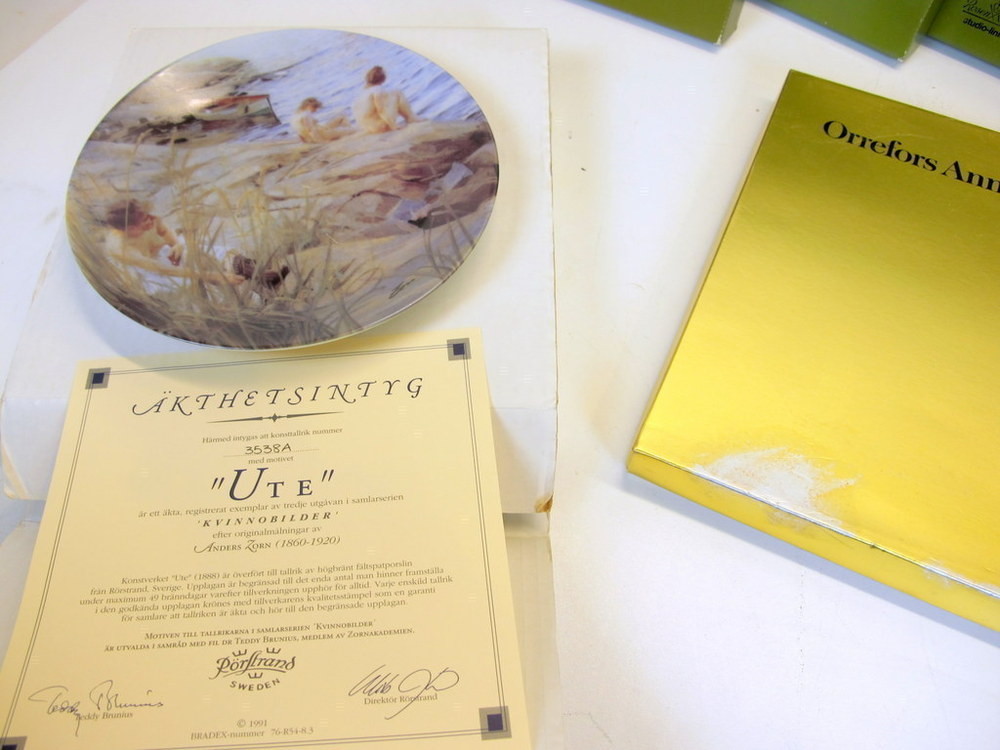 studio-lin
Orrefors Ann
ÄKTHETSINTYG
Härmed intygas att konsttallrik nummer
3538A
med motivet
"UTE"
är ett äkta, registrerat exemplar av tredje utgåvan i samlarserien
'KVINNOBILDER'
efter originalmålningar av
ANDERS ZORN (1860-1920)
Konstverket "Ute" (1888) är överfört till tallrik av högbränt fältspatporslin
från Rörstrand, Sverige. Upplagan är begränsad till det enda antal man hinner framställa
under maximum 49 bränndagar varefter tillverkningen upphör för alltid. Varje enskild tallrik
i den godkända upplagan krönes med tillverkarens kvalitetsstämpel som en garanti
för samlare att tallriken är äkta och hör till den begränsade upplagan.
MOTIVEN TILL TALLRIKARNA I SAMLARSERIEN 'KVINNOBILDER'
ÄR UTVALDA I SAMRÅD MED FIL DR TEDDY BRUNIUS, MEDLEM AV ZORNAKADEMIEN.
Rörstrand
SWEDEN
Teddy Brunius
Teddy Brunius
Direktör Rörstrand
© 1991
BRADEX-nummer 76-R54-8.3